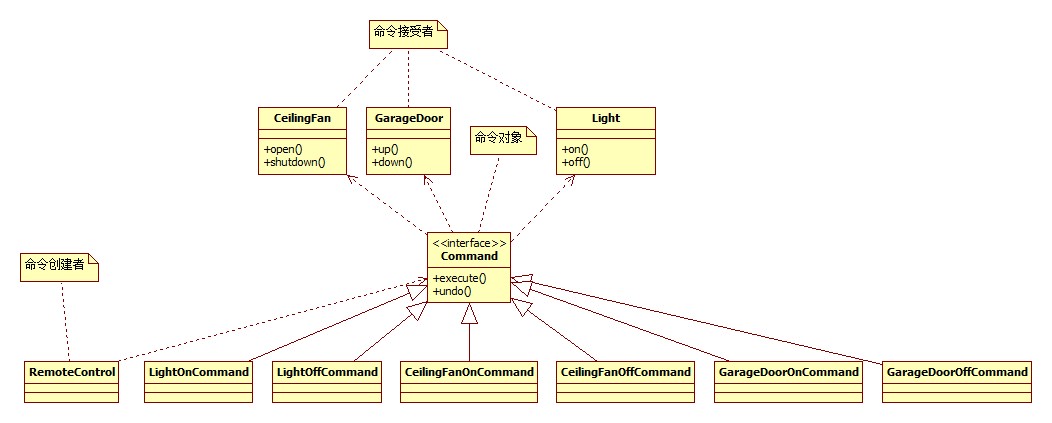 命令接受者
CeilingFan
+open()
+shutdown()
GarageDoor
+up()
+down()
命令对象
Light
+on()
+off()
<<interface>>
Command
+execute()
+undo()
命令创建者
RemoteControl
LightOnCommand
LightOffCommand
CeilingFanOnCommand
CeilingFanOffCommand
GarageDoorOnCommand
GarageDoorOffCommand